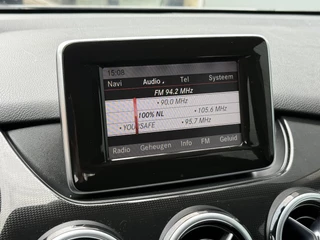 15:08
Navi Audio Tel Systeem
FM 94.2 MHz
90.0 MHz
105.6 MHz
100% NL
YOU SAFE 95.7 MHz
Radio Geheugen Info FM Geluid